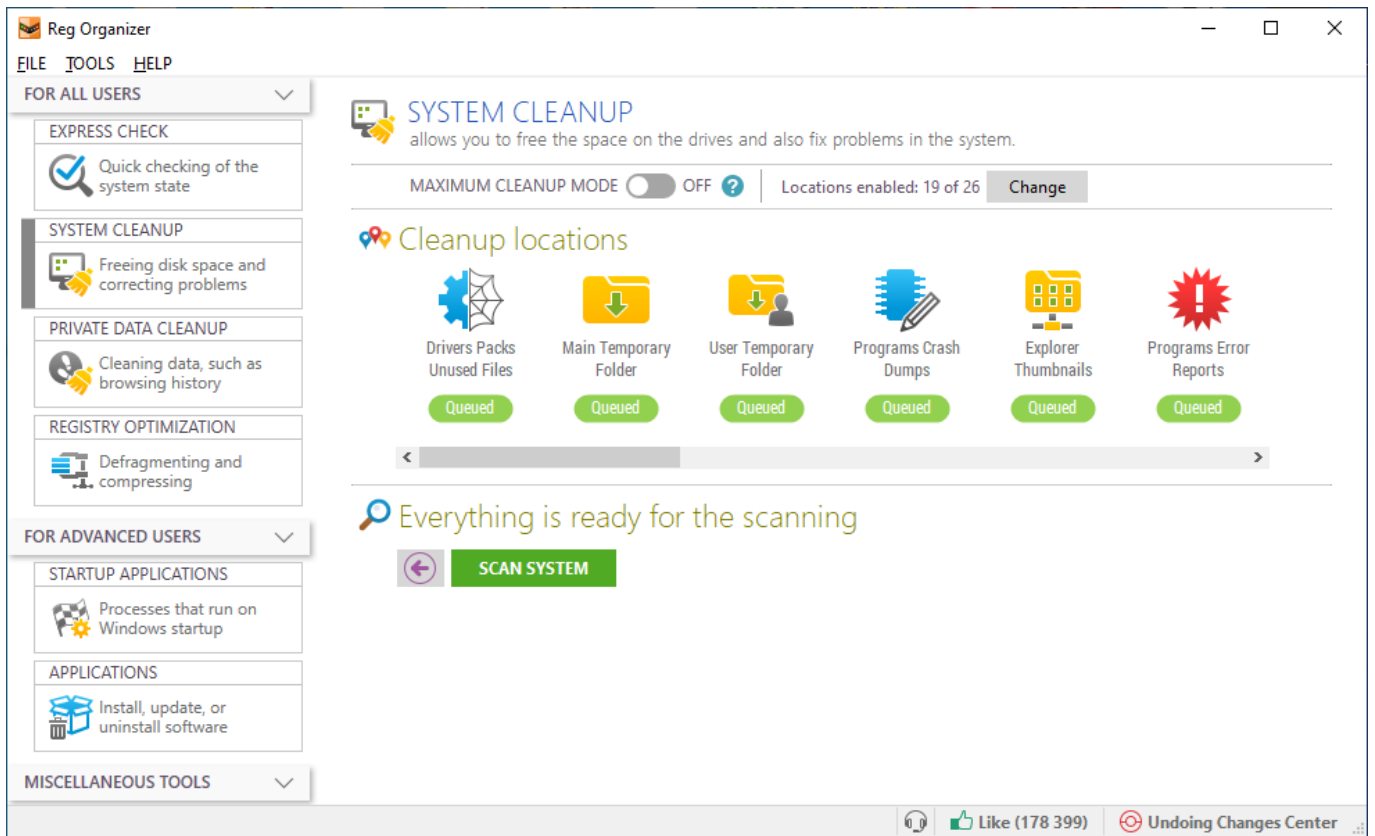 Reg Organizer
FILE TOOLS HELP
FOR ALL USERS
EXPRESS CHECK
Quick checking of the
system state
SYSTEM CLEANUP
Freeing disk space and
correcting problems
PRIVATE DATA CLEANUP
Cleaning data, such as
browsing history
REGISTRY OPTIMIZATION
Defragmenting and
compressing
FOR ADVANCED USERS
STARTUP APPLICATIONS
Processes that run on
Windows startup
APPLICATIONS
Install, update, or
uninstall software
MISCELLANEOUS TOOLS
SYSTEM CLEANUP
allows you to free the space on the drives and also fix problems in the system.
MAXIMUM CLEANUP MODE OFF ? Locations enabled: 19 of 26 Change
Cleanup locations
Drivers Packs
Unused Files
Queued
Main Temporary
Folder
Queued
User Temporary
Folder
Queued
Programs Crash
Dumps
Queued
Explorer
Thumbnails
Queued
Programs Error
Reports
Queued
Everything is ready for the scanning
SCAN SYSTEM
Like (178 399) Undoing Changes Center